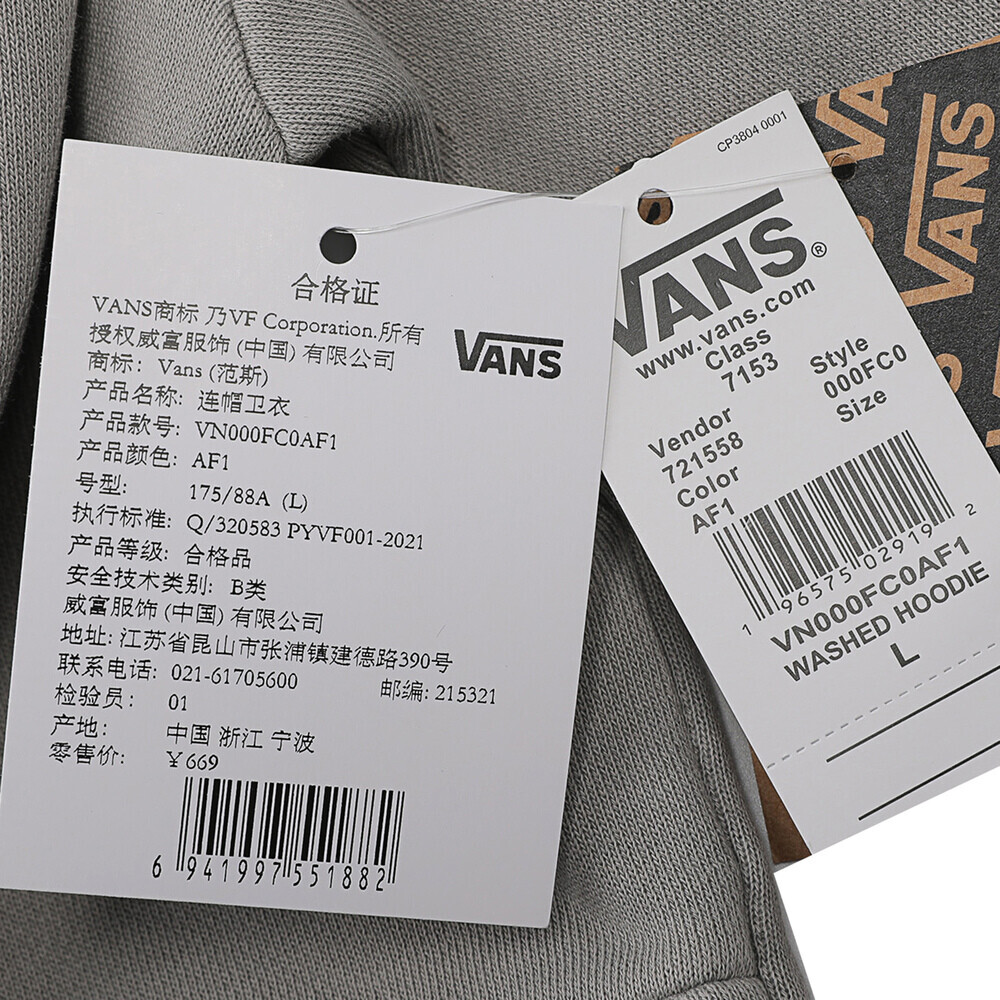 合格证
VANS商标 乃VF Corporation.所有
授权威富服饰 (中国) 有限公司
VANS
商标: Vans (范斯)
产品名称: 连帽卫衣
产品款号: VN000FC0AF1
产品颜色: AF1
号型: 175/88A (L)
执行标准: Q/320583 PYVF001-2021
产品等级: 合格品
安全技术类别: B类
威富服饰 (中国) 有限公司
地址: 江苏省昆山市张浦镇建德路390号
联系电话: 021-61705600 邮编: 215321
检验员: 01
产地: 中国 浙江 宁波
零售价: ¥669
6 941997 551882
CP3804 0001
VANS®
www.vans.com
Class Style
7153 000FC0
Vendor Size
721558
Color
AF1
1 96575 02919 2
VN000FC0AF1
WASHED HOODIE
L
VA
VANS
S